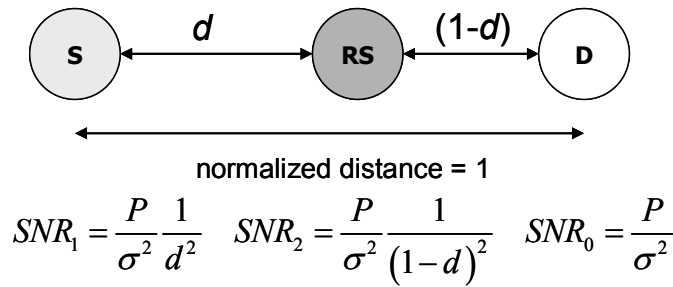 d (1-d)
S RS D
normalized distance = 1
SNR₁ = P/σ² 1/d² SNR₂ = P/σ² 1/(1−d)² SNR₀ = P/σ²